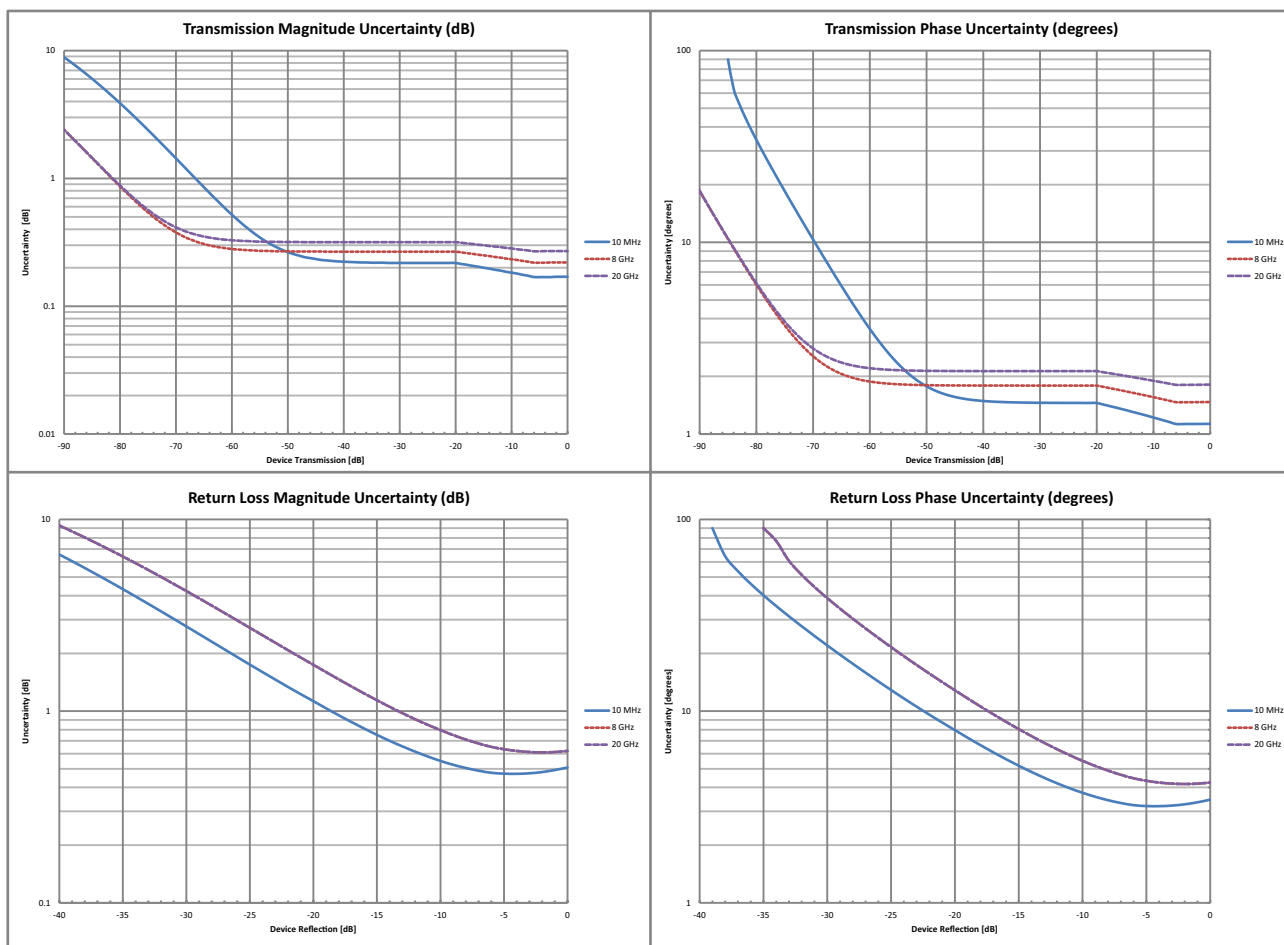 Transmission Magnitude Uncertainty (dB)
10
1
0.1
0.01
Uncertainty [dB]
-90 -80 -70 -60 -50 -40 -30 -20 -10 0
Device Transmission [dB]
10 MHz
8 GHz
20 GHz
Transmission Phase Uncertainty (degrees)
100
10
1
Uncertainty [degrees]
-90 -80 -70 -60 -50 -40 -30 -20 -10 0
Device Transmission [dB]
10 MHz
8 GHz
20 GHz
Return Loss Magnitude Uncertainty (dB)
10
1
0.1
Uncertainty [dB]
-40 -35 -30 -25 -20 -15 -10 -5 0
Device Reflection [dB]
10 MHz
8 GHz
20 GHz
Return Loss Phase Uncertainty (degrees)
100
10
1
Uncertainty [degrees]
-40 -35 -30 -25 -20 -15 -10 -5 0
Device Reflection [dB]
10 MHz
8 GHz
20 GHz